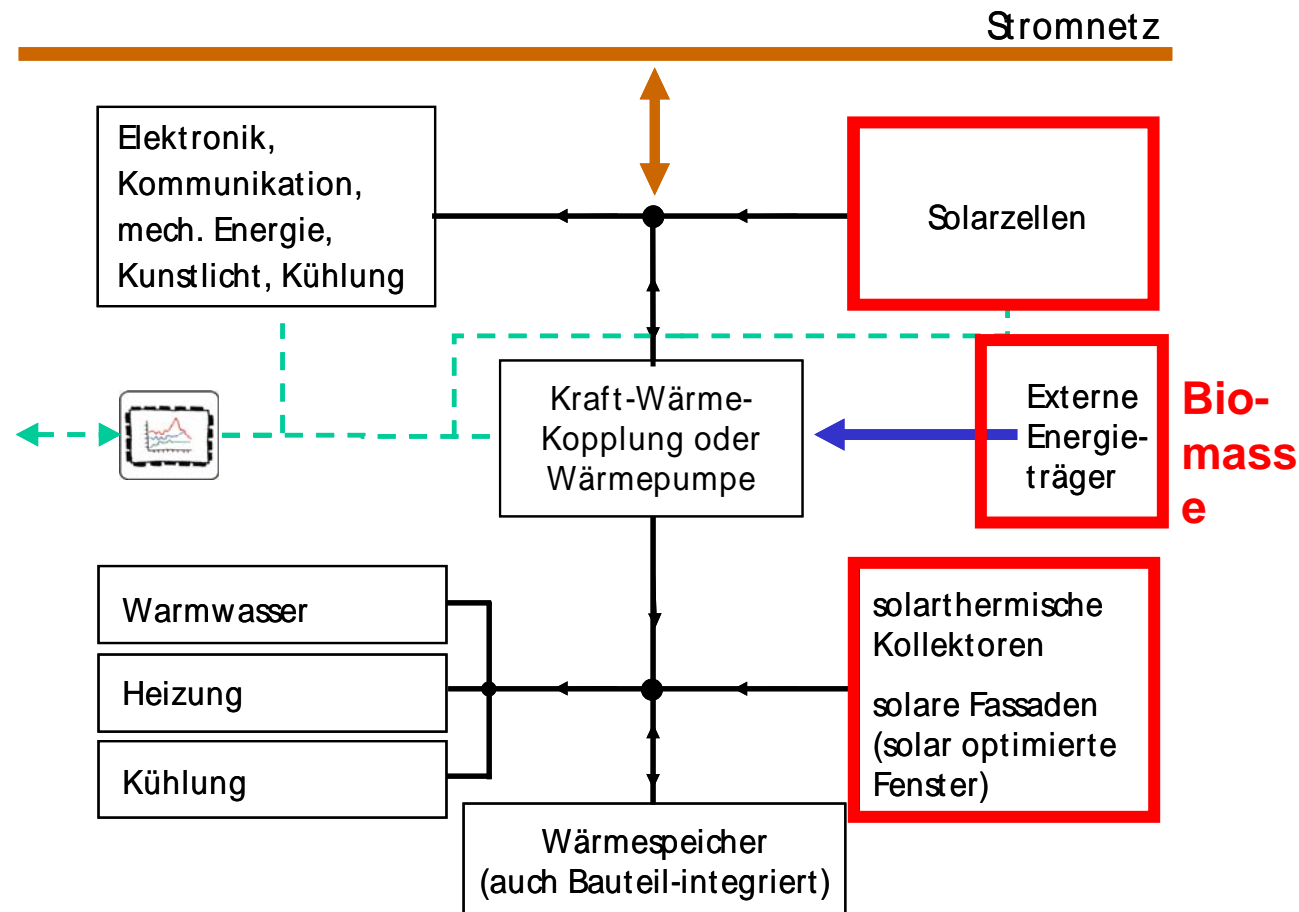 Stromnetz
Elektronik,
Kommunikation,
mech. Energie,
Kunstlicht, Kühlung
Solarzellen
Kraft-Wärme-
Kopplung oder
Wärmepumpe
Externe
Energie-
träger
Bio-
mass
e
Warmwasser
Heizung
Kühlung
solarthermische
Kollektoren
solare Fassaden
(solar optimierte
Fenster)
Wärmespeicher
(auch Bauteil-integriert)